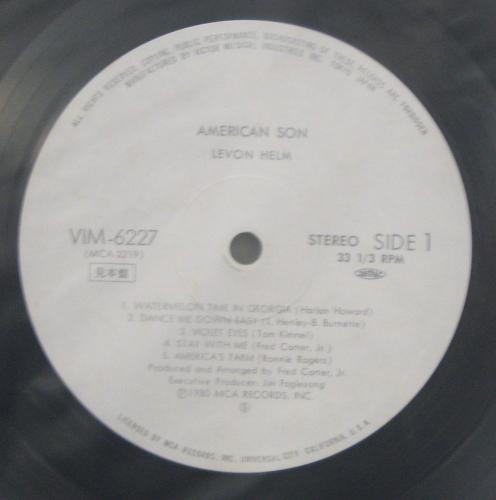 ALL RIGHTS RESERVED. COPYING, PUBLIC PERFORMANCE, BROADCASTING OF THESE RECORDS ARE FORBIDDEN
MANUFACTURED BY VICTOR MUSICAL INDUSTRIES INC. TOKYO JAPAN
AMERICAN SON
LEVON HELM
VIM-6227
(MCA-2219)
見本盤
STEREO SIDE 1
33 1/3 RPM
1. WATERMELON TIME IN GEORGIA (Harlan Howard)
2. DANCE ME DOWN EASY (T. Henley-B. Burnette)
3. VIOLET EYES (Tom Kimmel)
4. STAY WITH ME (Fred Carter, Jr.)
5. AMERICA'S FARM (Ronnie Rogers)
Produced and Arranged by Fred Carter, Jr.
Executive Producer, Jim Foglesong
Ⓟ1980 MCA RECORDS, INC.
Ⓢ
LICENSED BY MCA RECORDS, INC, UNIVERSAL CITY, CALIFORNIA, U.S.A.